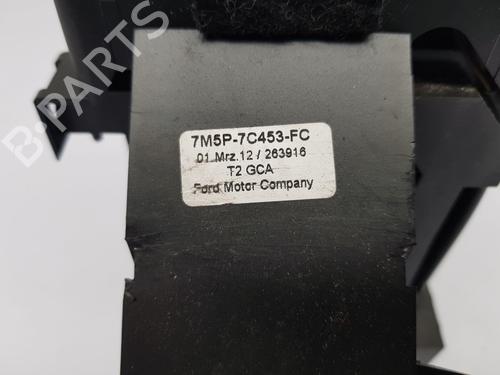 7M5P-7C453-FC
01 Mrz.12 / 263916
T2 GCA
Ford Motor Company
B-PARTS